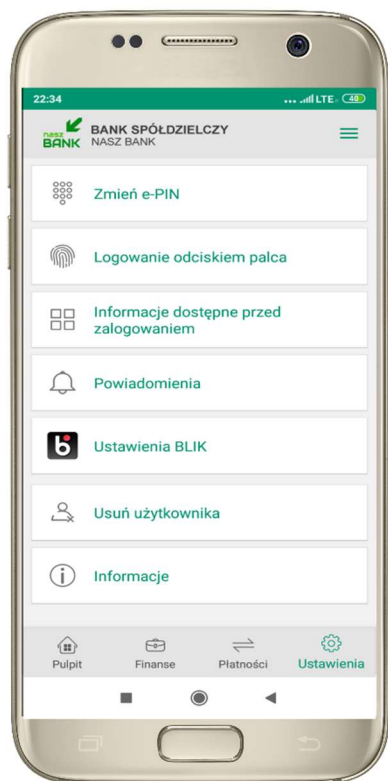 22:34
LTE 49
nasz BANK
BANK SPÓŁDZIELCZY
NASZ BANK
Zmień e-PIN
Logowanie odciskiem palca
Informacje dostępne przed
zalogowaniem
Powiadomienia
Ustawienia BLIK
Usuń użytkownika
Informacje
Pulpit
Finanse
Płatności
Ustawienia